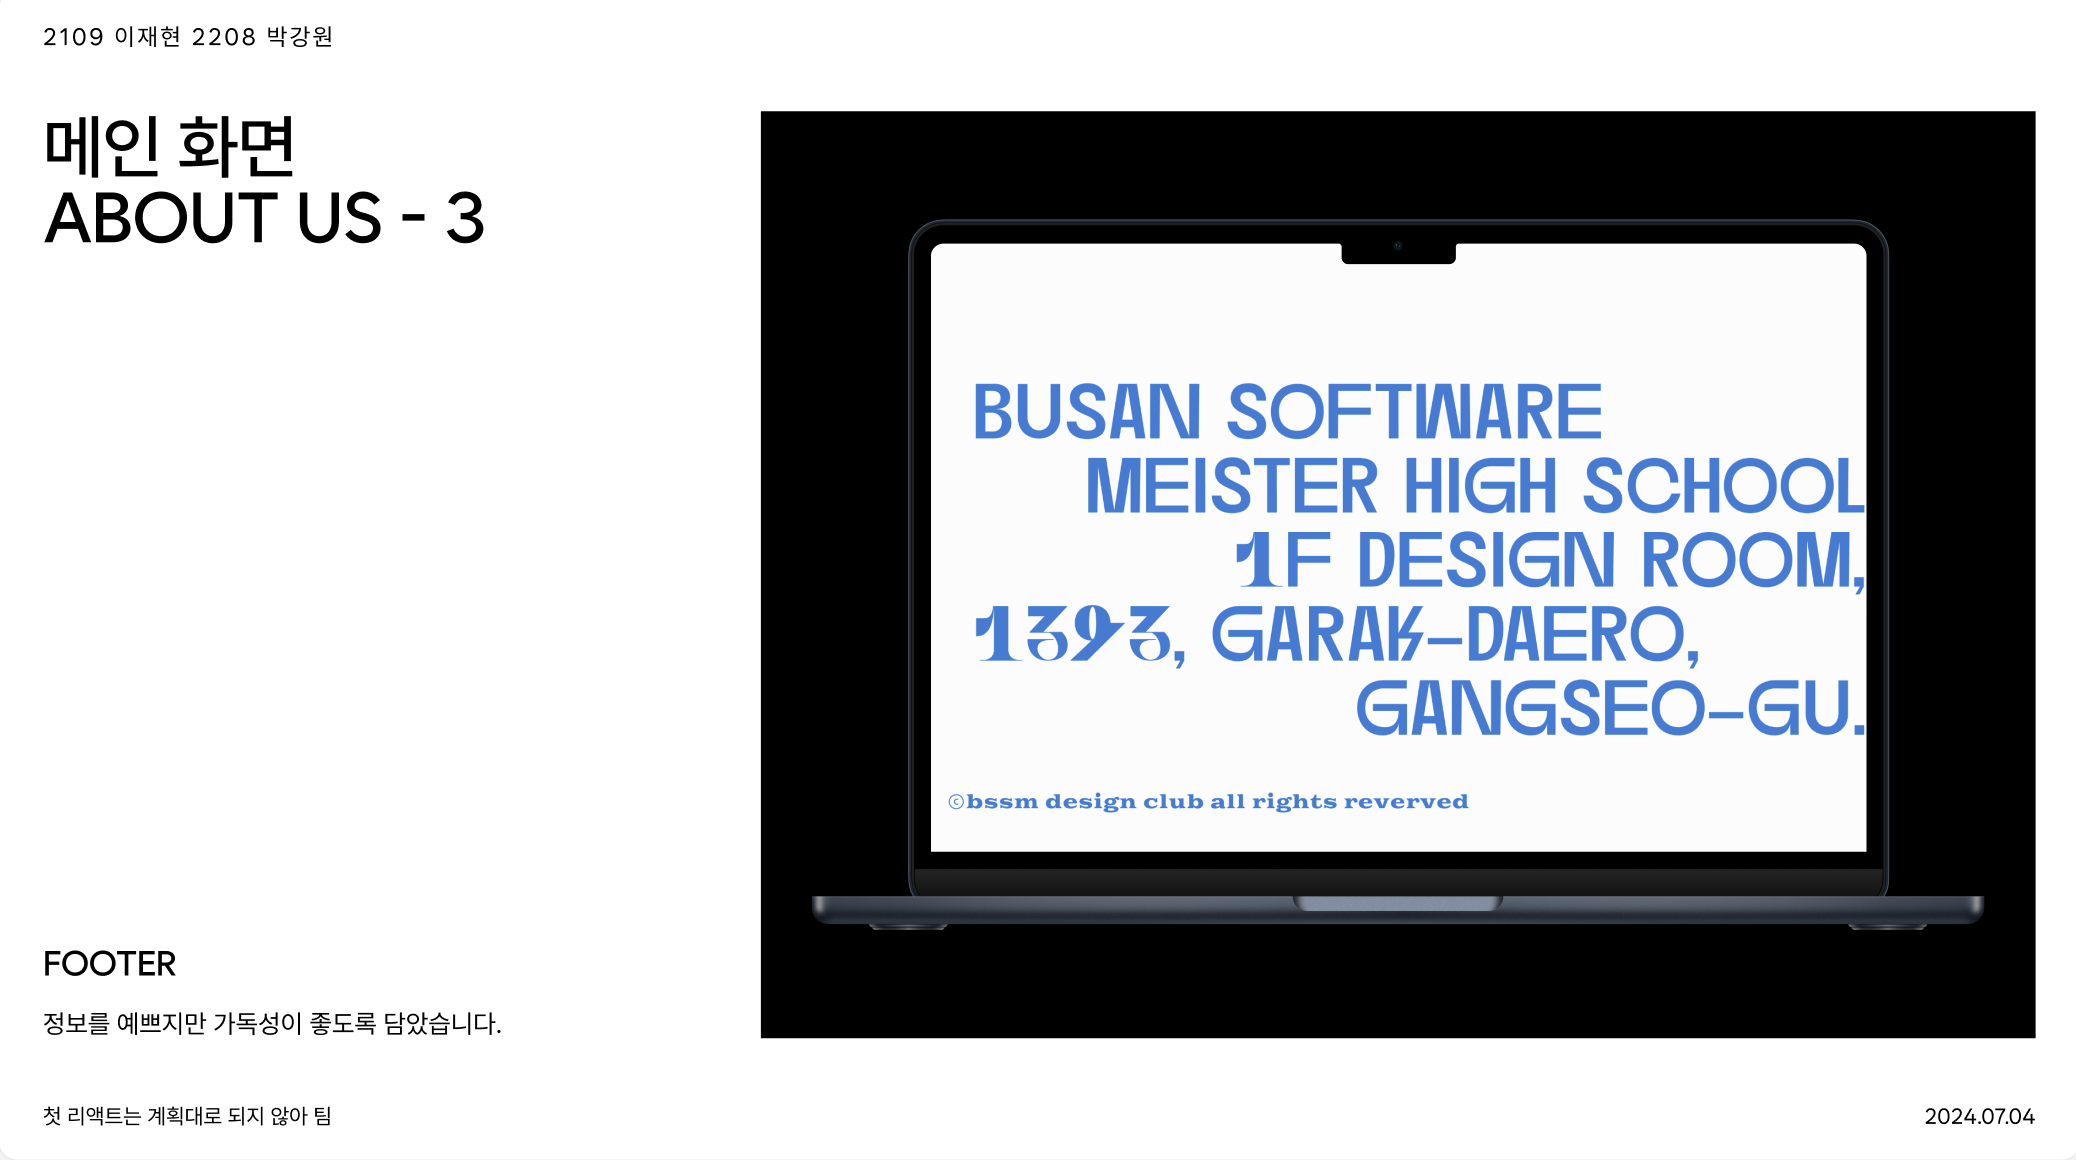 2109 이재현 2208 박강원
메인 화면
ABOUT US - 3
BUSAN SOFTWARE
MEISTER HIGH SCHOOL
1F DESIGN ROOM,
1393, GARAK-DAERO,
GANGSEO-GU.
©bssm design club all rights reverved
FOOTER
정보를 예쁘지만 가독성이 좋도록 담았습니다.
첫 리액트는 계획대로 되지 않아 팀
2024.07.04